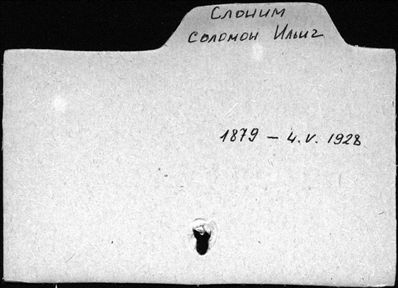 Слоним
Соломон Ильич
1879 – 4.V.1928